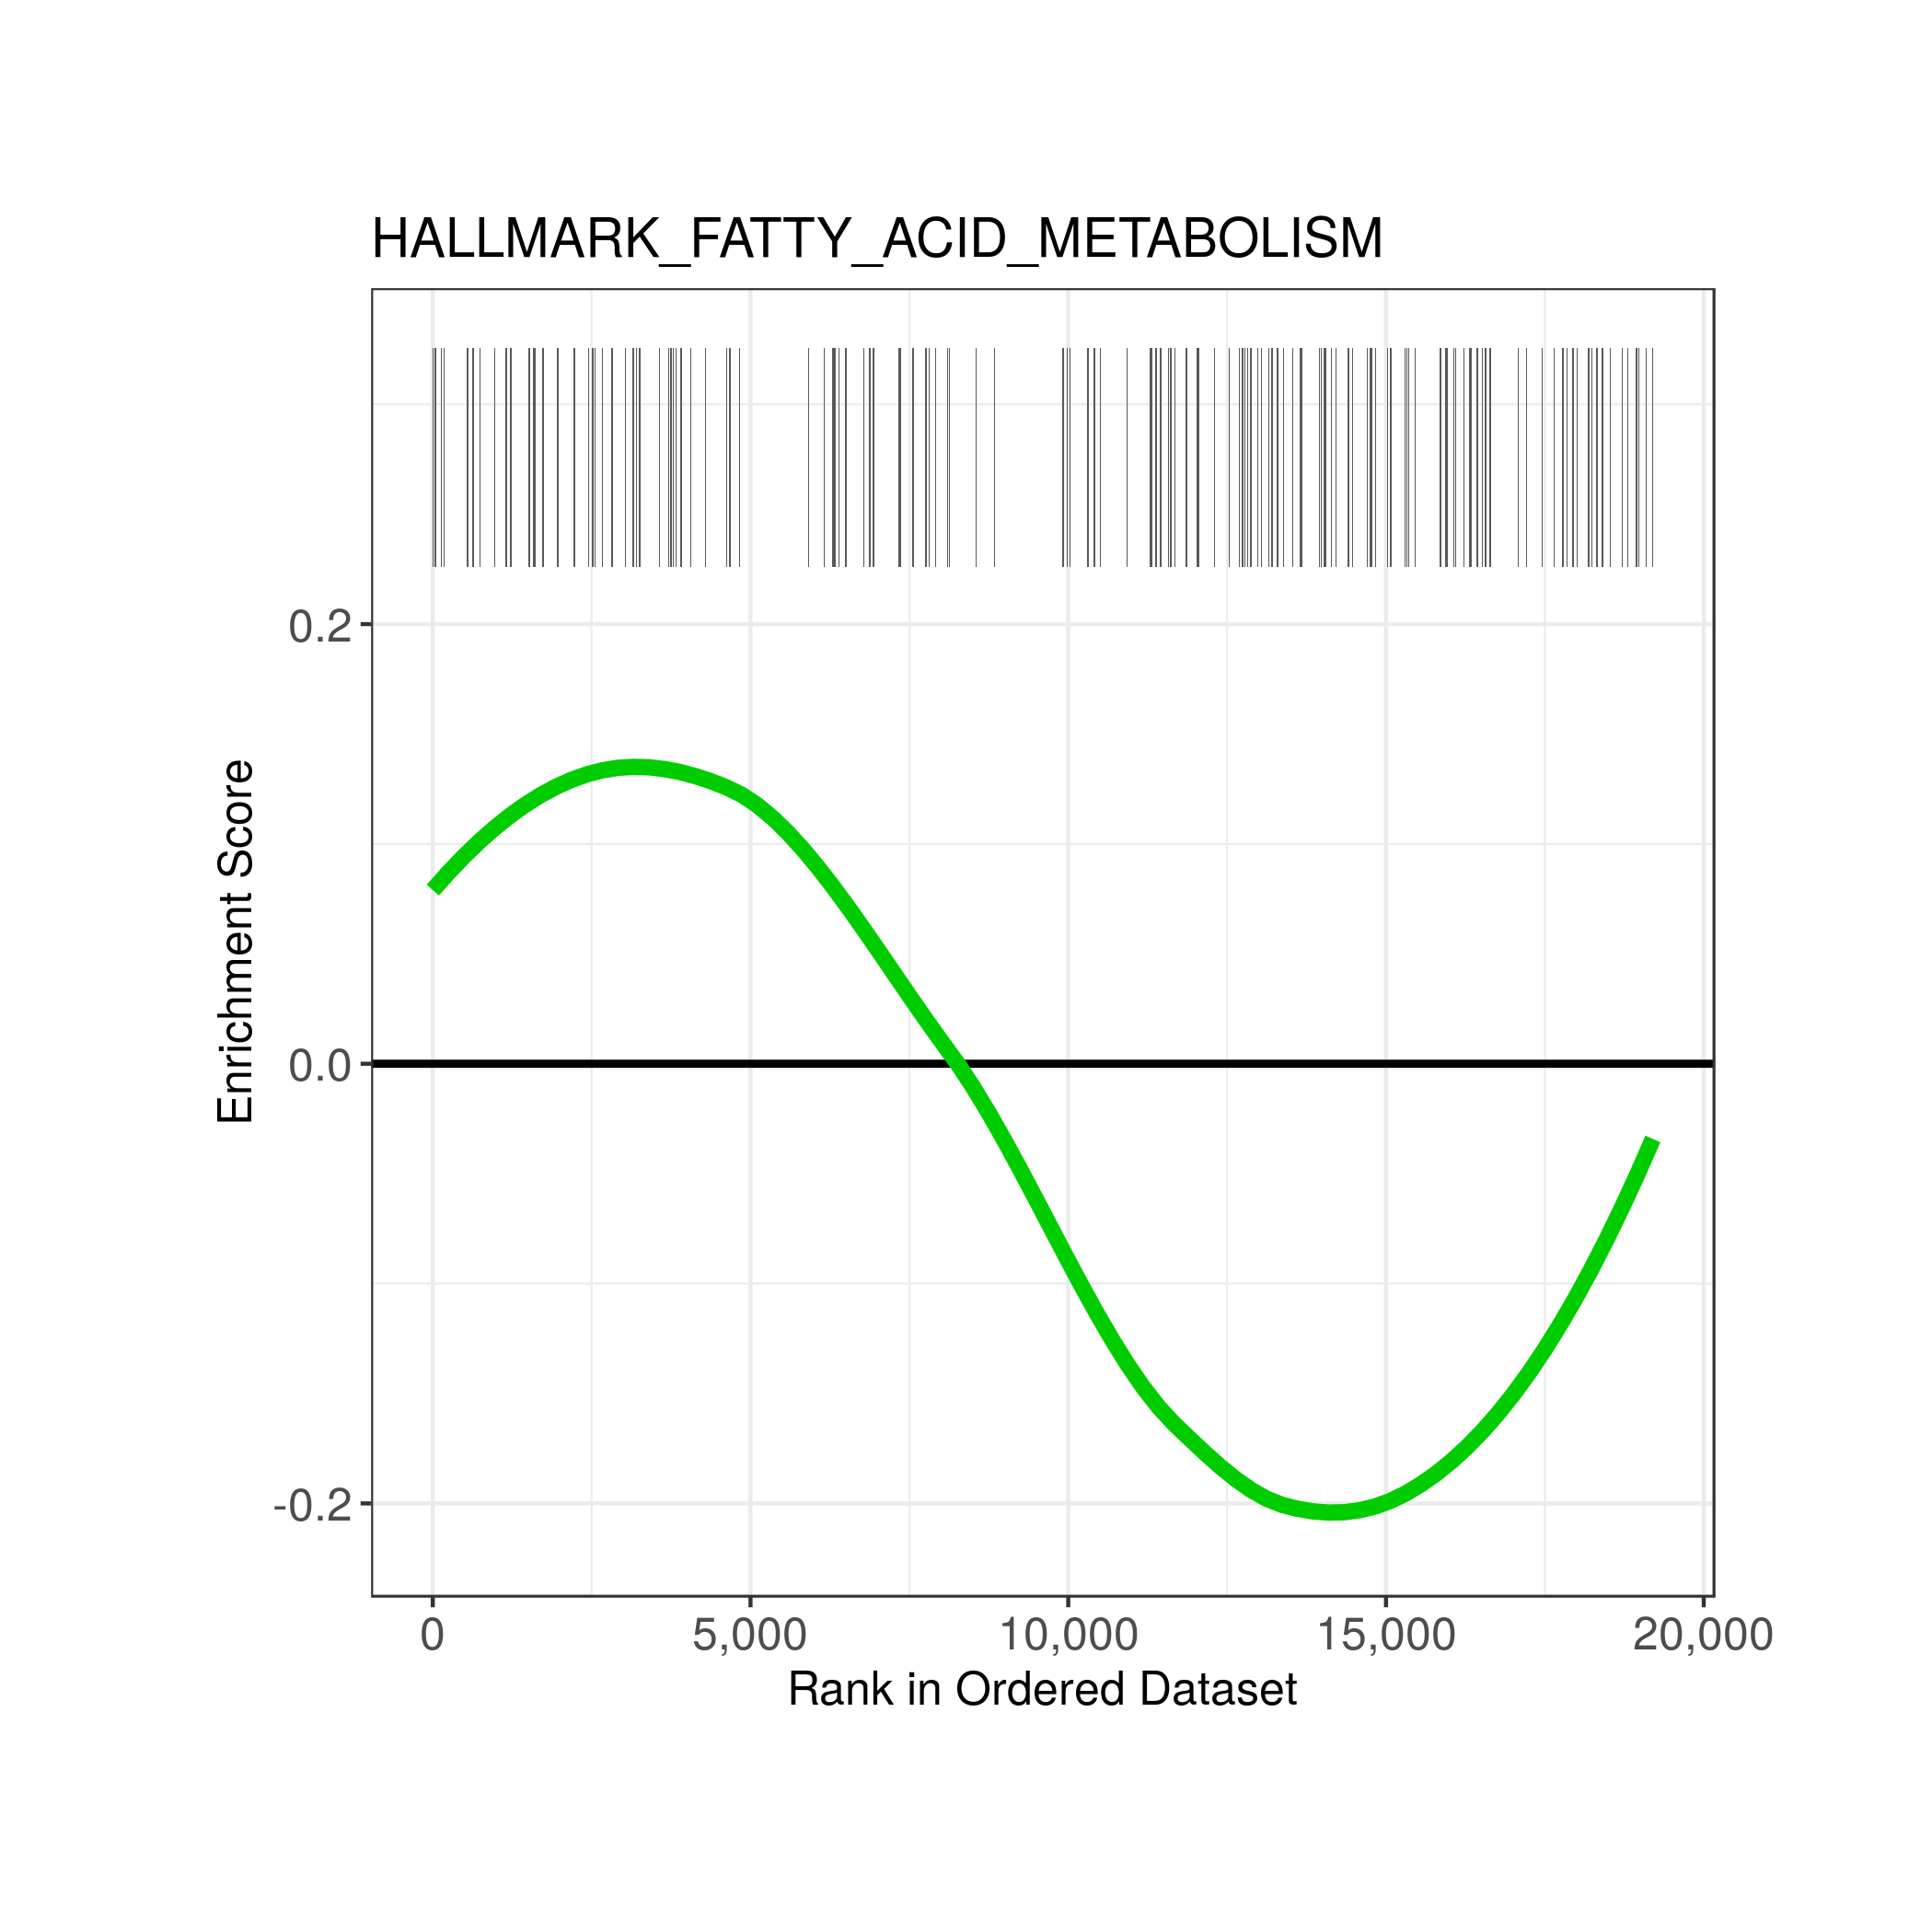 HALLMARK_FATTY_ACID_METABOLISM
0.2
0.0
-0.2
Enrichment Score
0
5,000
10,000
15,000
20,000
Rank in Ordered Dataset